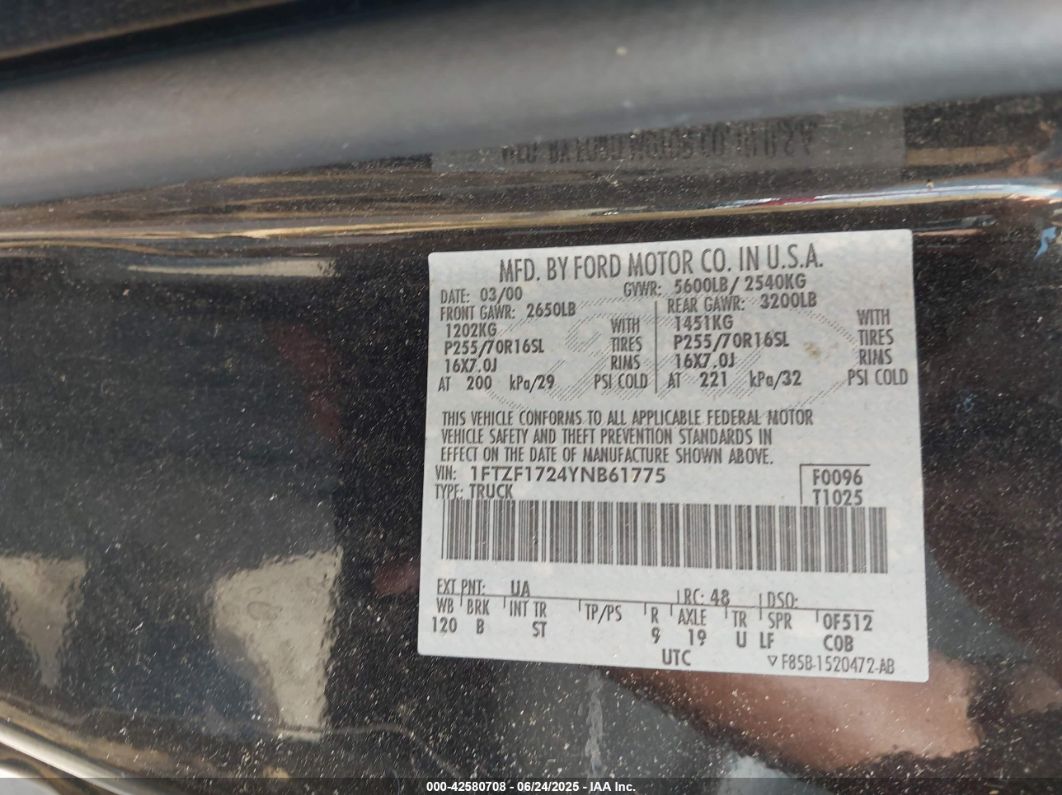 MFD. BY FORD MOTOR CO. IN U.S.A.
DATE: 03/00 GVWR: 5600LB/ 2540KG
FRONT GAWR: 2650LB REAR GAWR: 3200LB
1202KG WITH 1451KG WITH
P255/70R16SL TIRES P255/70R16SL TIRES
16X7.0J RIMS 16X7.0J RIMS
AT 200 kPa/29 PSI COLD AT 221 kPa/32 PSI COLD
THIS VEHICLE CONFORMS TO ALL APPLICABLE FEDERAL MOTOR
VEHICLE SAFETY AND THEFT PREVENTION STANDARDS IN
EFFECT ON THE DATE OF MANUFACTURE SHOWN ABOVE.
VIN: 1FTZF1724YNB61775 F0096
TYPE: TRUCK T1025
EXT PNT: UA RC: 48 DSO:
WB BRK INT TR TP/PS R AXLE TR SPR 0F512
120 B ST 9 19 U LF COB
UTC ▽ F85B-1520472-AB
000-42580708 - 06/24/2025 - IAA Inc.